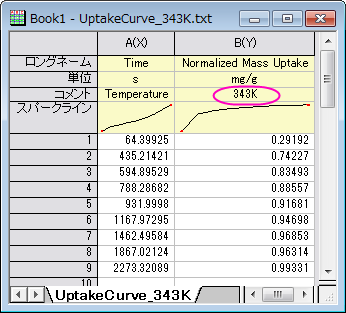 Book1 - UptakeCurve_343K.txt
A(X) B(Y)
ロングネーム Time Normalized Mass Uptake
単位 s mg/g
コメント Temperature 343K
スパークライン
1 64.39925 0.29192
2 435.21421 0.74227
3 594.89529 0.83493
4 788.28682 0.88557
5 931.9998 0.91681
6 1167.97295 0.94698
7 1462.49584 0.96853
8 1867.02124 0.96314
9 2273.32089 0.99331
10
UptakeCurve_343K